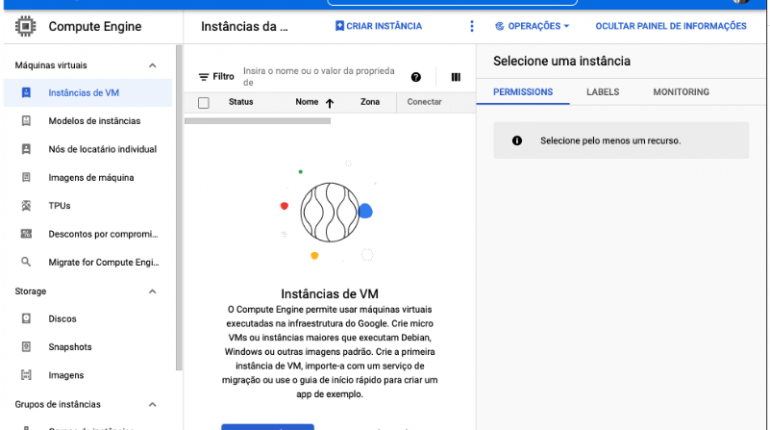 Compute Engine
Instâncias da ...
CRIAR INSTÂNCIA
OPERAÇÕES
OCULTAR PAINEL DE INFORMAÇÕES
Máquinas virtuais
Instâncias de VM
Modelos de instâncias
Nós de locatário individual
Imagens de máquina
TPUs
Descontos por compromi...
Migrate for Compute Engi...
Storage
Discos
Snapshots
Imagens
Grupos de instâncias
Filtro
Insira o nome ou o valor da proprieda
de
Status
Nome
Zona
Conectar
Instâncias de VM
O Compute Engine permite usar máquinas virtuais
executadas na infraestrutura do Google. Crie micro
VMs ou instâncias maiores que executam Debian,
Windows ou outras imagens padrão. Crie a primeira
instância de VM, importe-a com um serviço de
migração ou use o guia de início rápido para criar um
app de exemplo.
Selecione uma instância
PERMISSIONS
LABELS
MONITORING
Selecione pelo menos um recurso.